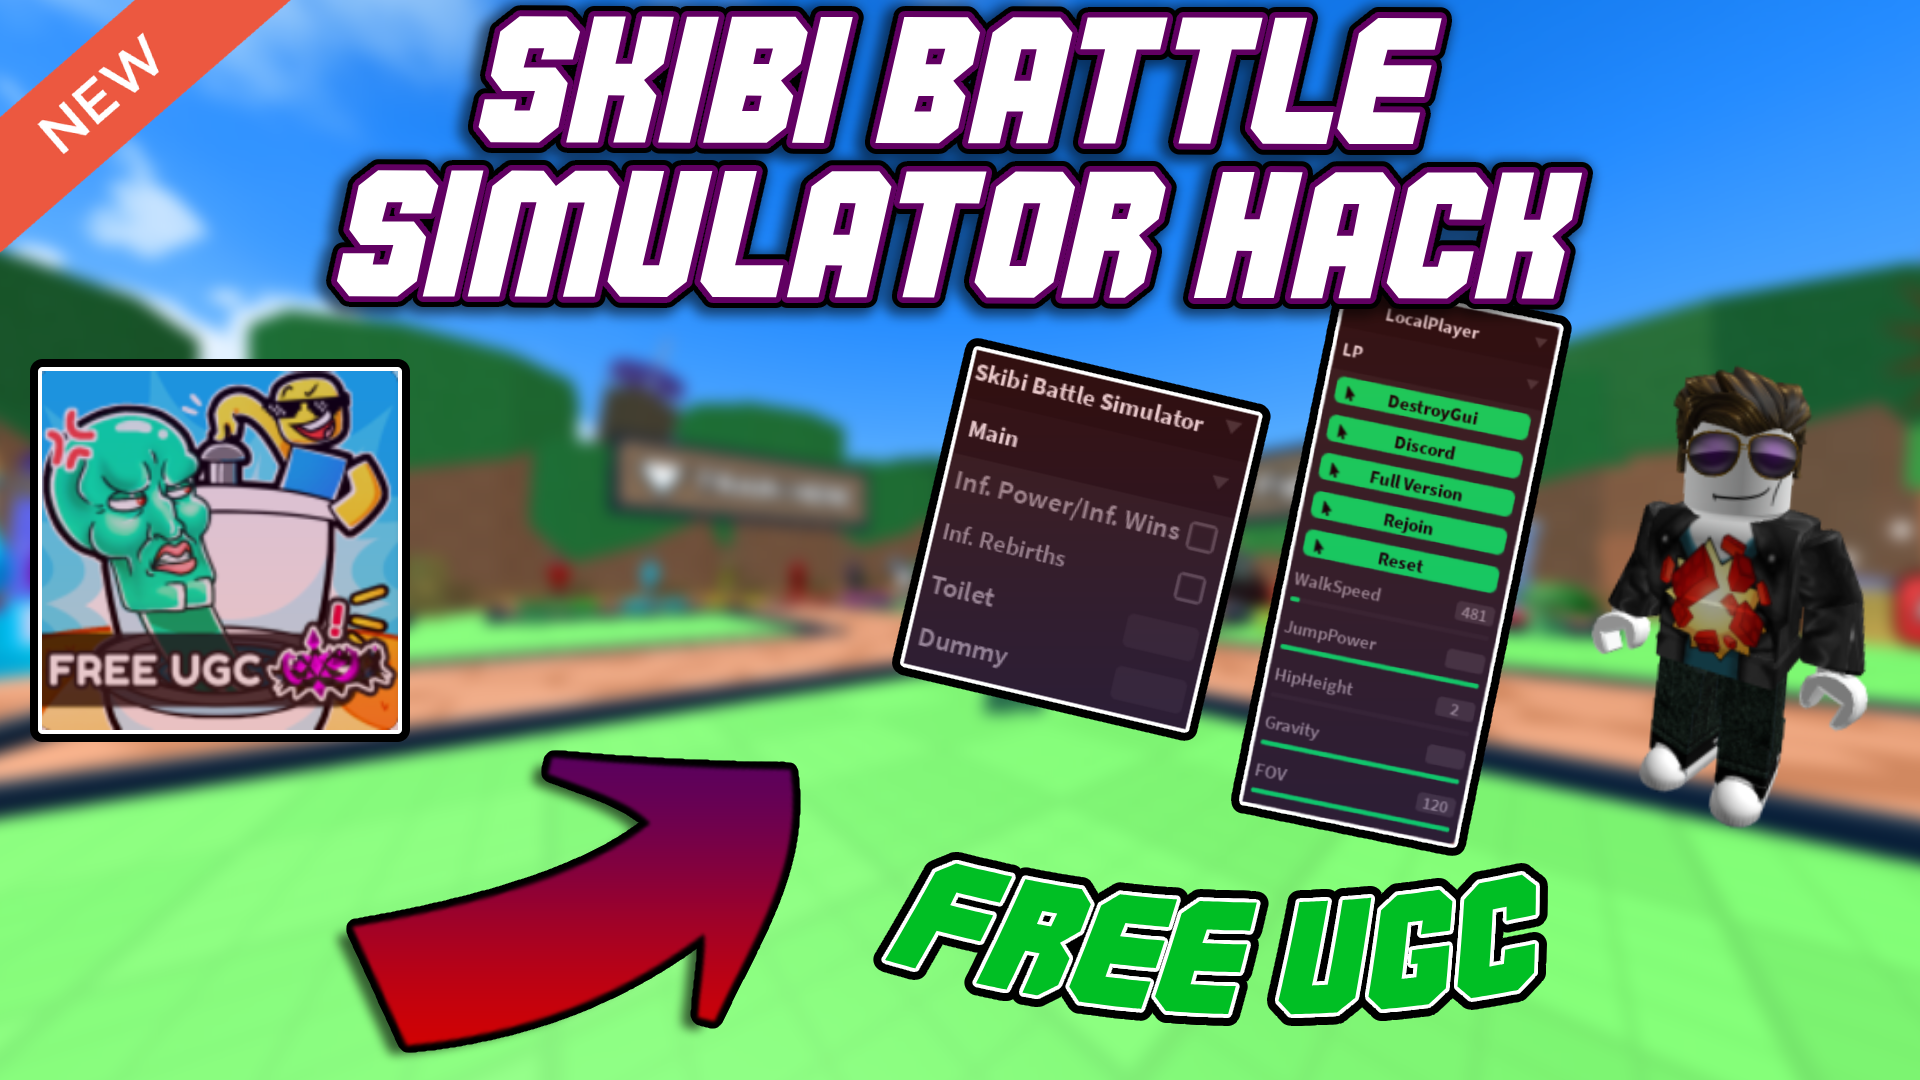 NEW
SKIBI BATTLE
SIMULATOR HACK
FREE UGC
Skibi Battle Simulator
Main
Inf. Power/Inf. Wins
Inf. Rebirths
Toilet
Dummy
LocalPlayer
LP
DestroyGui
Discord
Full Version
Rejoin
Reset
WalkSpeed 481
JumpPower
HipHeight 2
Gravity
FOV 120
FREE UGC